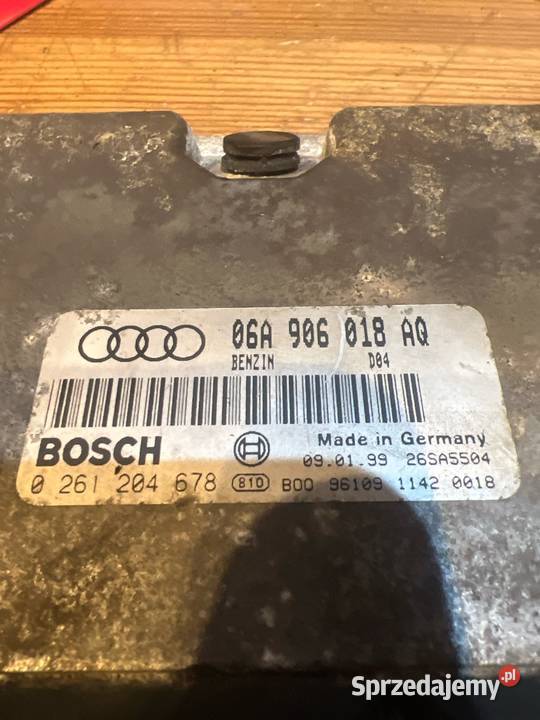 06A 906 018 AQ
BENZIN D04
BOSCH
Made in Germany
09.01.99 26SA5504
0 261 204 678 810 B00 96109 1142 0018
Sprzedajemy.pl